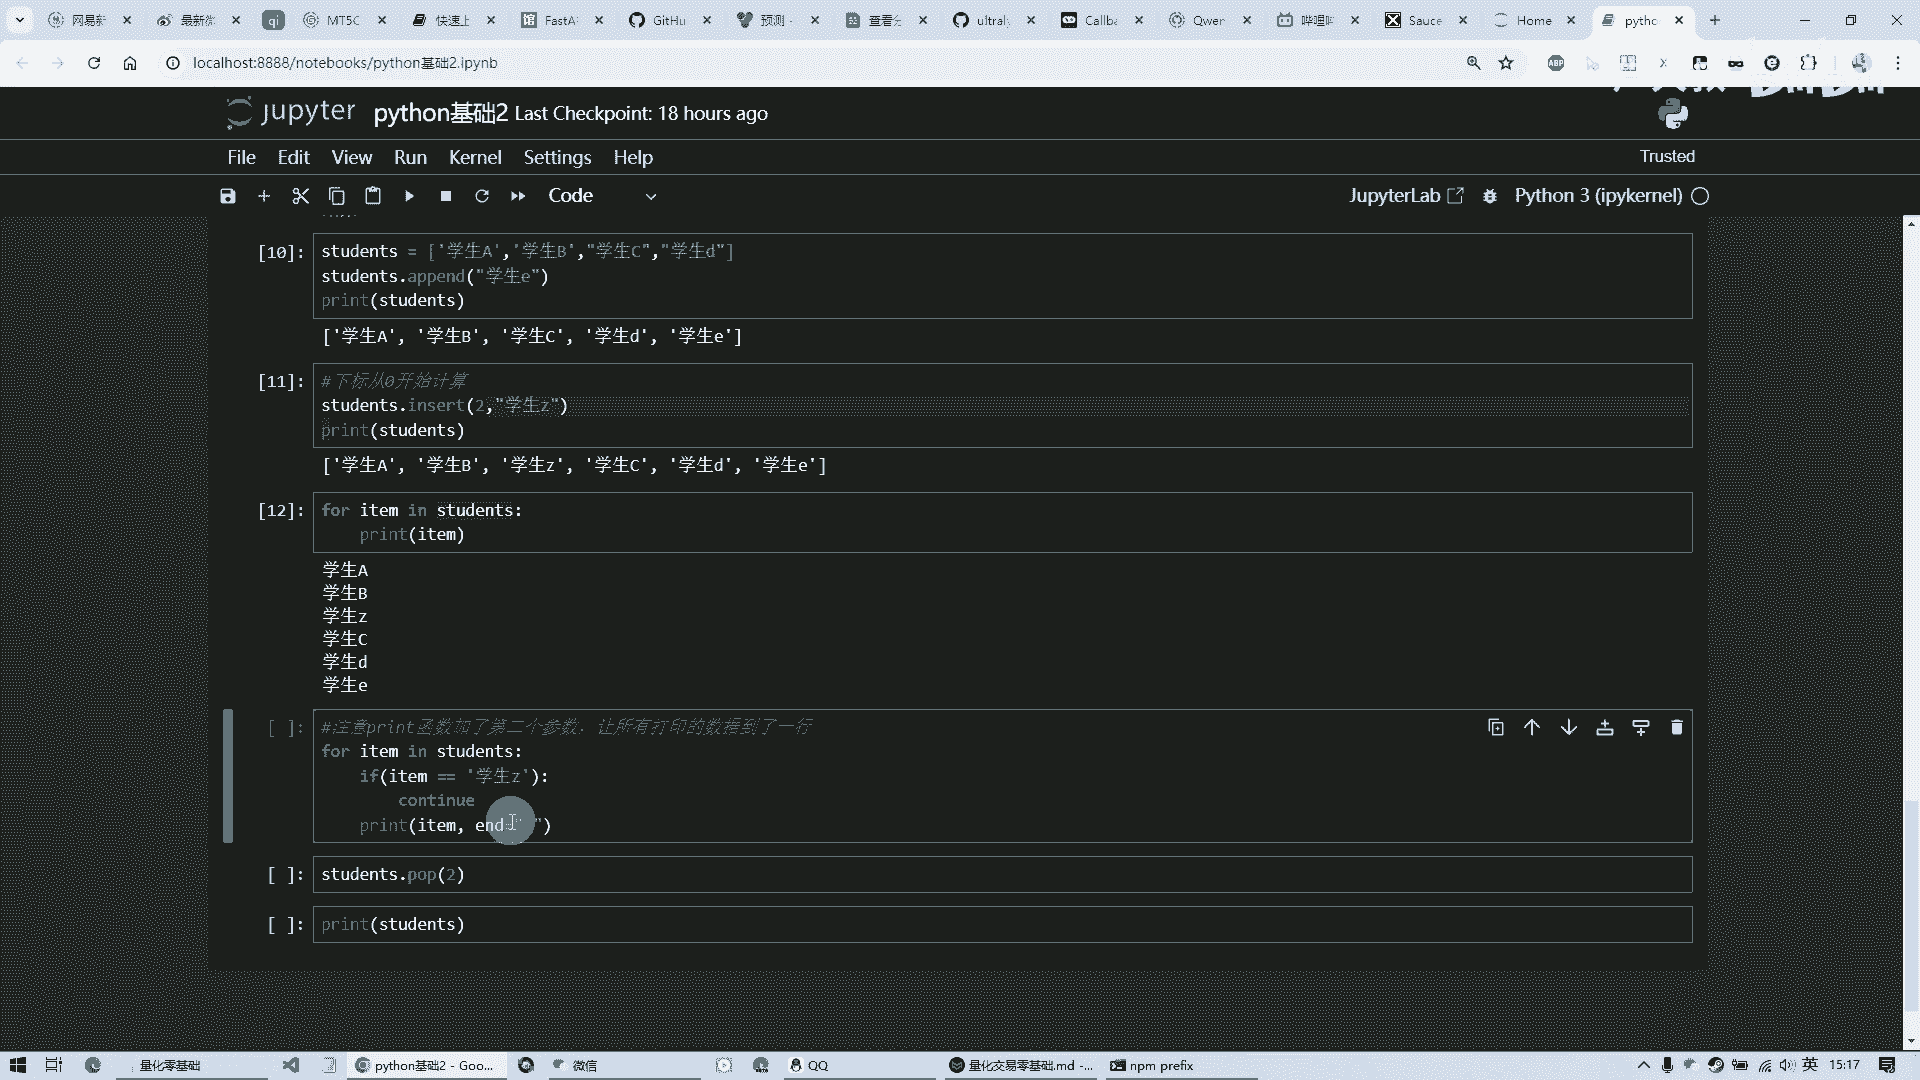 网易新
最新微
qi
MT5C
快速上
FastA
GitHu
预测 -
查看分
ultraly
Callba
Qwer
哔哩哔
Sauce
Home
pytho
localhost:8888/notebooks/python基础2.ipynb
jupyter python基础2 Last Checkpoint: 18 hours ago
File Edit View Run Kernel Settings Help
Trusted
Code
JupyterLab
Python 3 (ipykernel)
[10]: students = ['学生A','学生B',"学生C","学生d"]
students.append("学生e")
print(students)
['学生A', '学生B', '学生C', '学生d', '学生e']
[11]: #下标从0开始计算
students.insert(2,"学生z")
print(students)
['学生A', '学生B', '学生z', '学生C', '学生d', '学生e']
[12]: for item in students:
print(item)
学生A
学生B
学生z
学生C
学生d
学生e
[ ]: #注意print函数加了第二个参数. 让所有打印的数据到了一行
for item in students:
if(item == '学生z'):
continue
print(item, end=" ")
[ ]: students.pop(2)
[ ]: print(students)
量化零基础
python基础2 - Goo...
微信
QQ
量化交易零基础.md -...
npm prefix
英
15:17